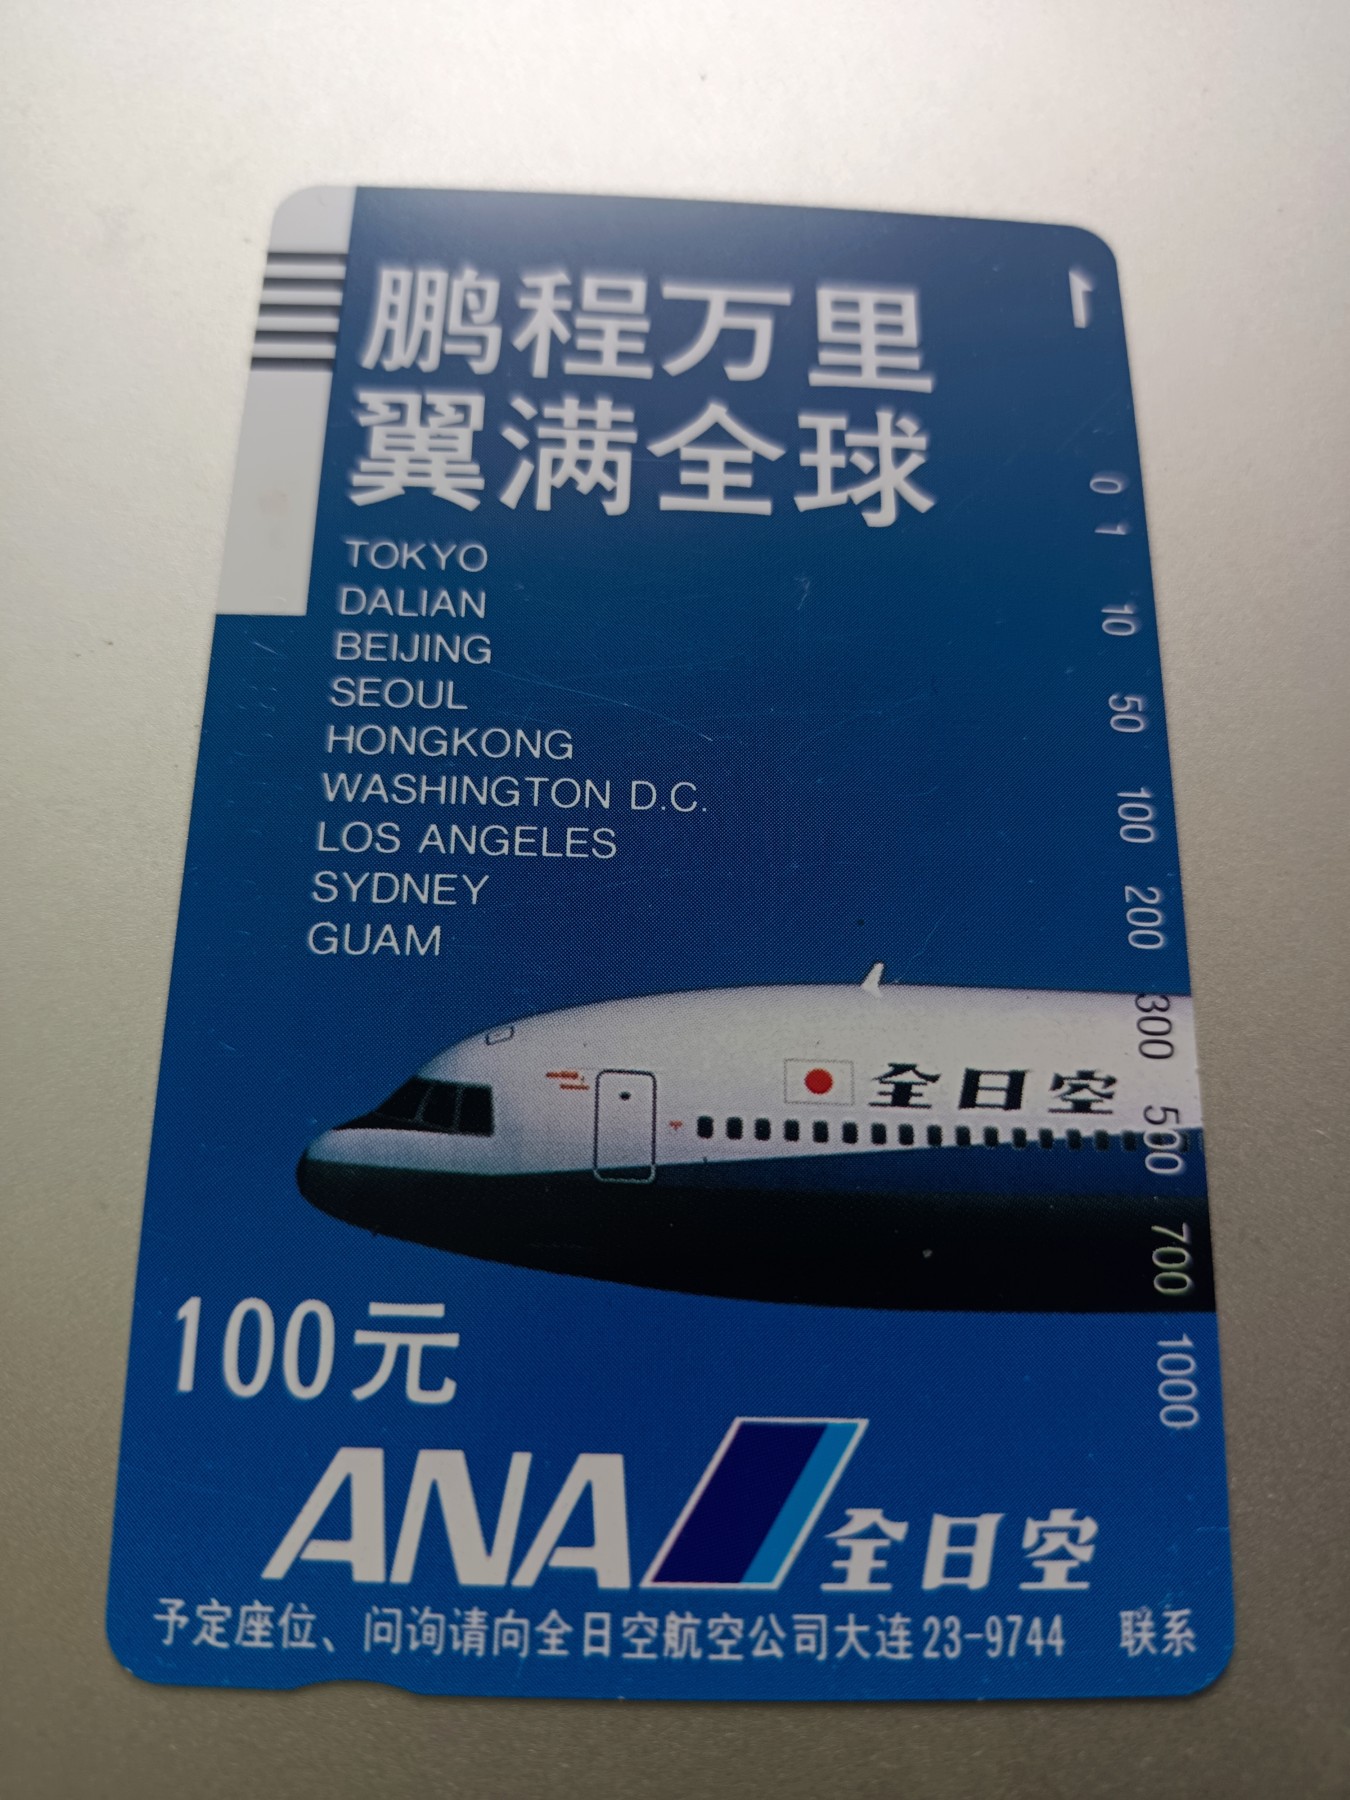 鹏程万里
翼满全球
TOKYO
DALIAN
BEIJING
SEOUL
HONGKONG
WASHINGTON D.C.
LOS ANGELES
SYDNEY
GUAM
全日空
100元
ANA 全日空
予定座位、问询请向全日空航空公司大连23-9744 联系
1
0
1
10
50
100
200
300
500
700
1000